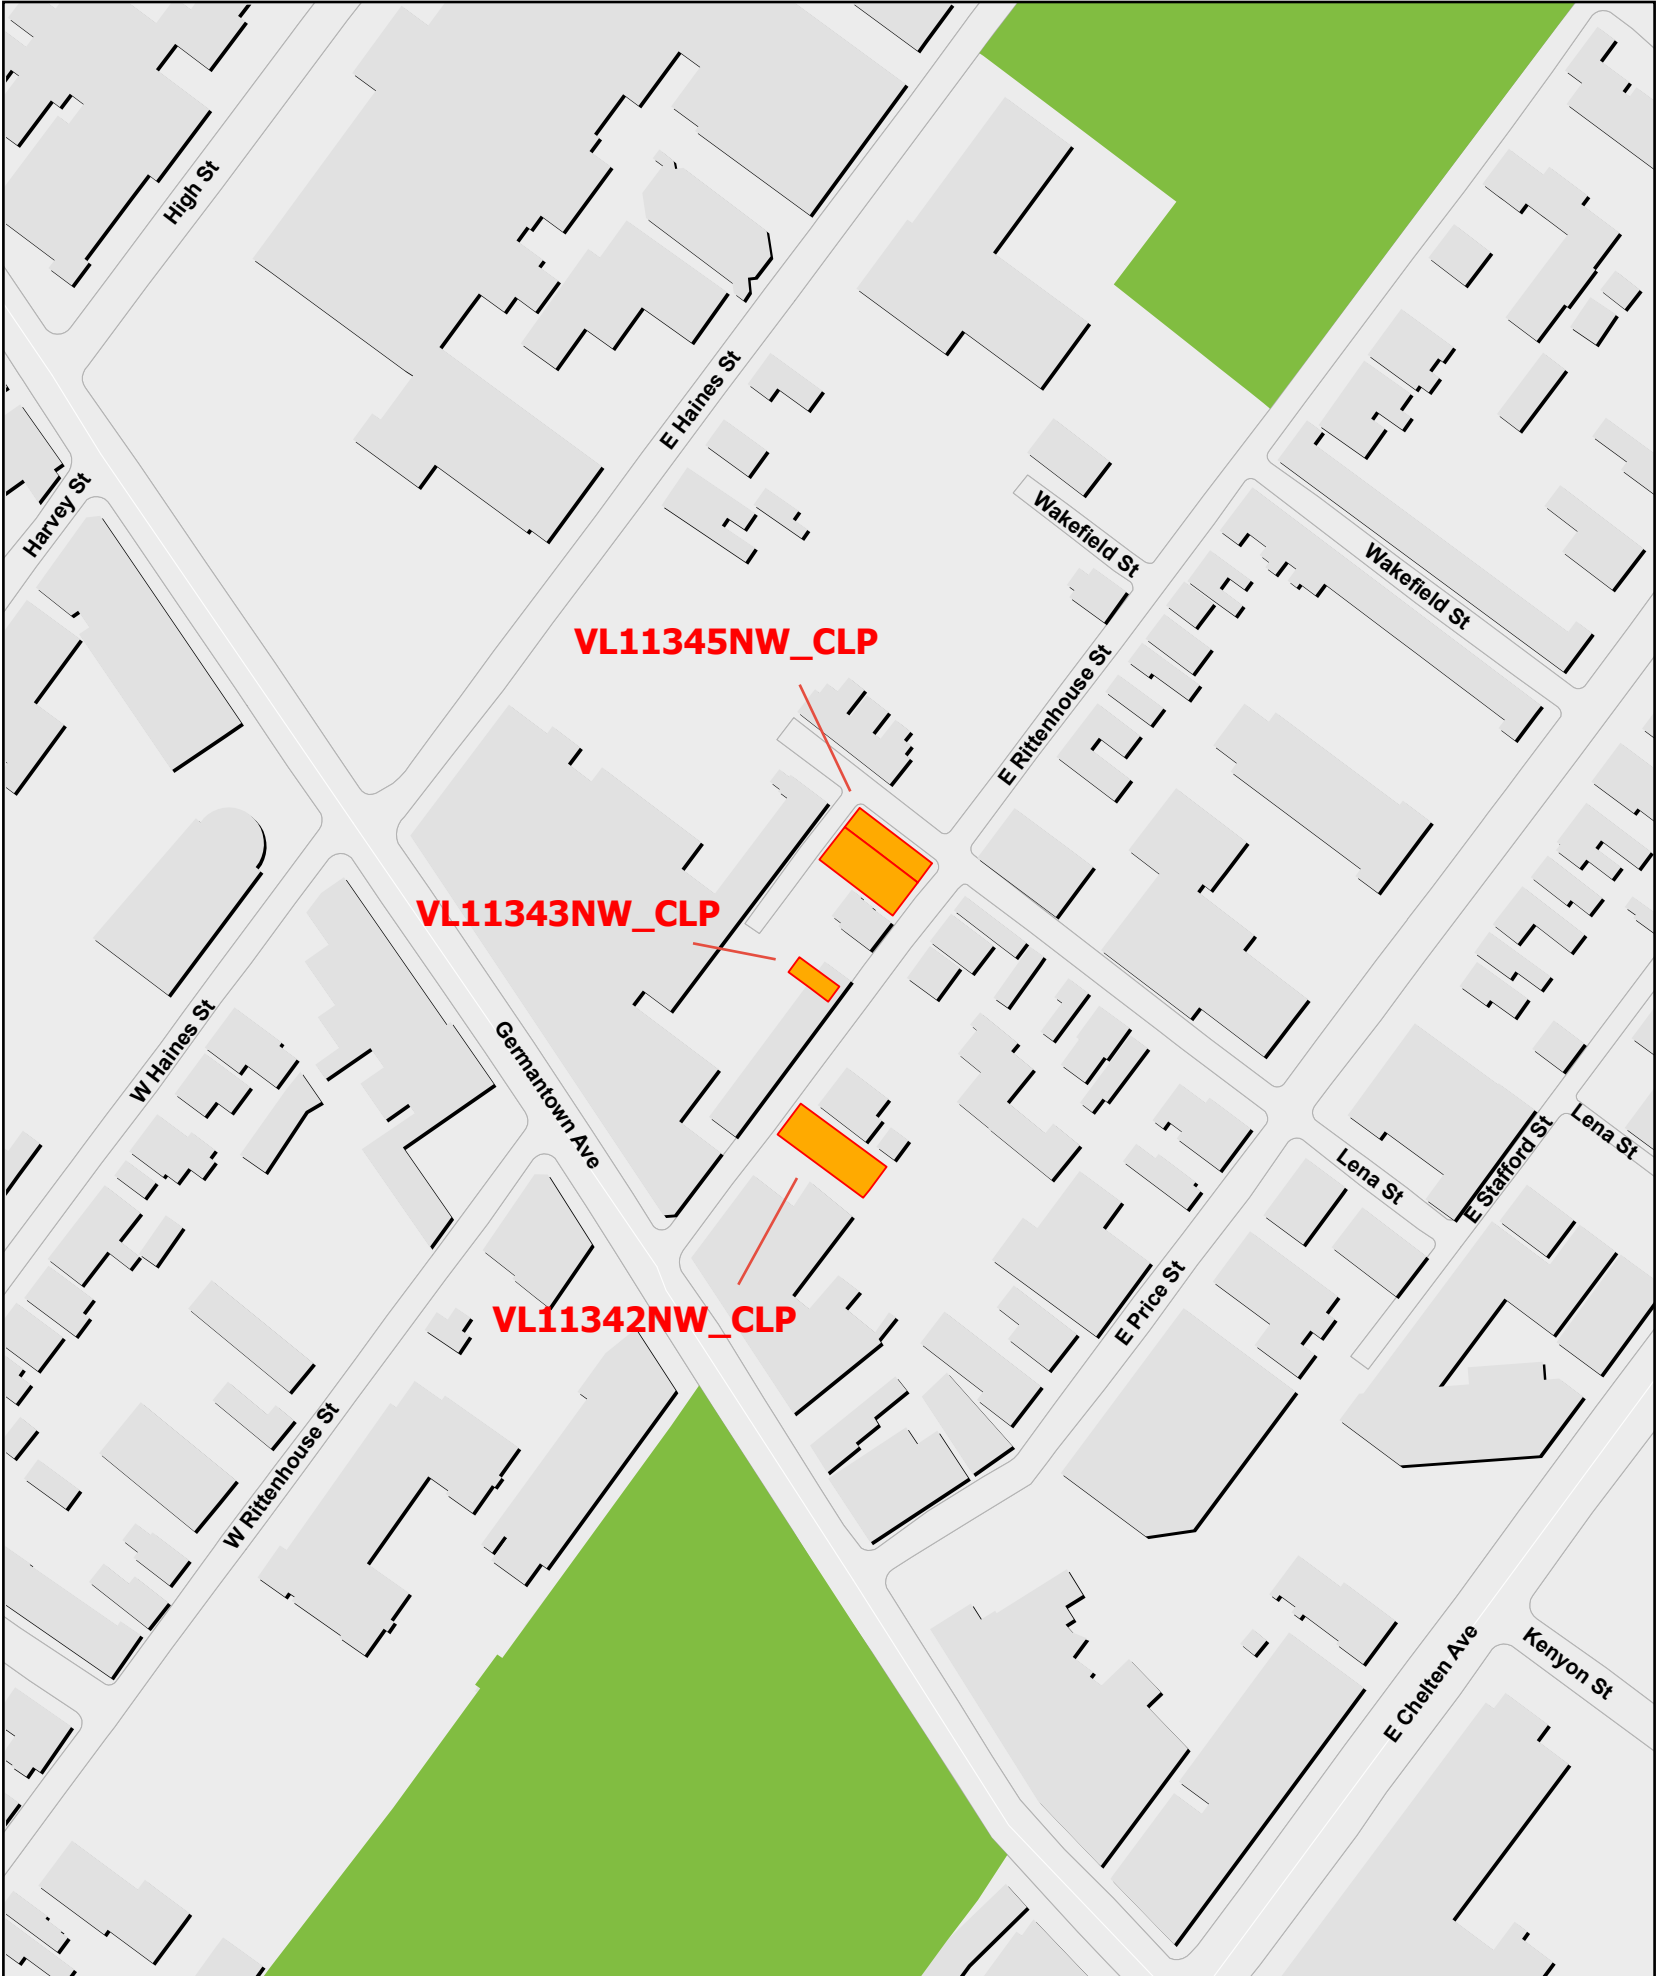 High St
E Haines St
Harvey St
Wakefield St
Wakefield St
VL11345NW_CLP
E Rittenhouse St
VL11343NW_CLP
W Haines St
Germantown Ave
Lena St
Lena St
E Stafford St
E Price St
VL11342NW_CLP
W Rittenhouse St
E Chelten Ave
Kenyon St